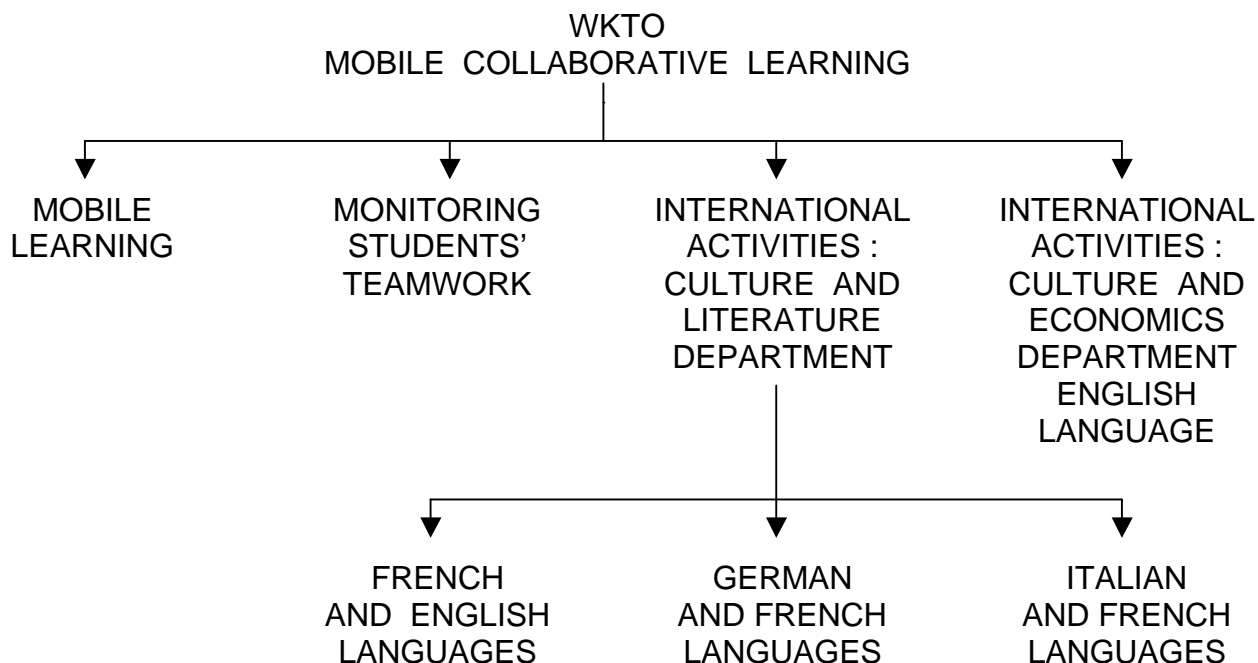 WKTO
MOBILE COLLABORATIVE LEARNING
MOBILE
LEARNING
MONITORING
STUDENTS’
TEAMWORK
INTERNATIONAL
ACTIVITIES :
CULTURE AND
LITERATURE
DEPARTMENT
INTERNATIONAL
ACTIVITIES :
CULTURE AND
ECONOMICS
DEPARTMENT
ENGLISH
LANGUAGE
FRENCH
AND ENGLISH
LANGUAGES
GERMAN
AND FRENCH
LANGUAGES
ITALIAN
AND FRENCH
LANGUAGES